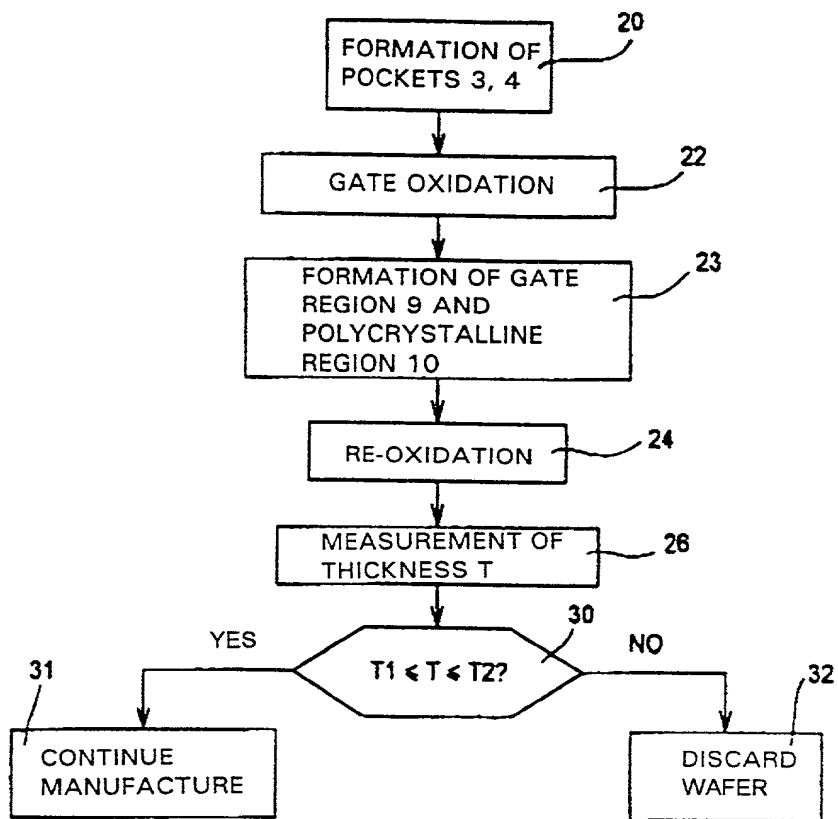 20
FORMATION OF
POCKETS 3, 4
22
GATE OXIDATION
23
FORMATION OF GATE
REGION 9 AND
POLYCRYSTALLINE
REGION 10
24
RE-OXIDATION
26
MEASUREMENT OF
THICKNESS T
30
YES
T1 ⩽ T ⩽ T2?
NO
31
32
CONTINUE
MANUFACTURE
DISCARD
WAFER